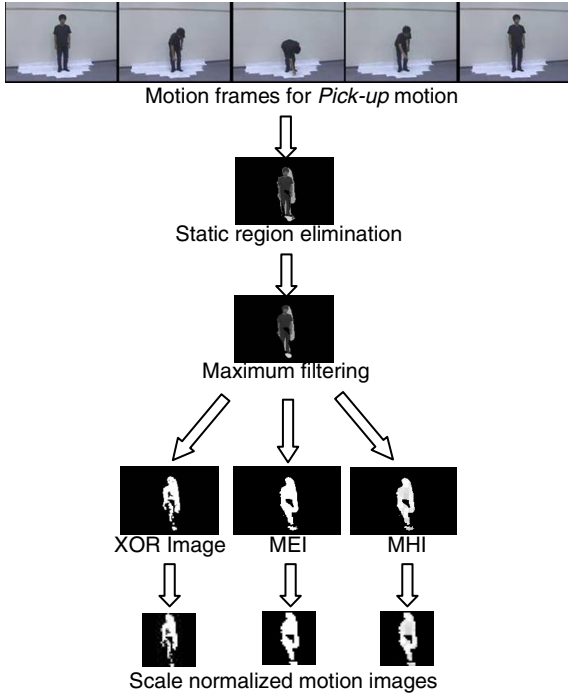 Motion frames for Pick-up motion
Static region elimination
Maximum filtering
XOR Image MEI MHI
Scale normalized motion images